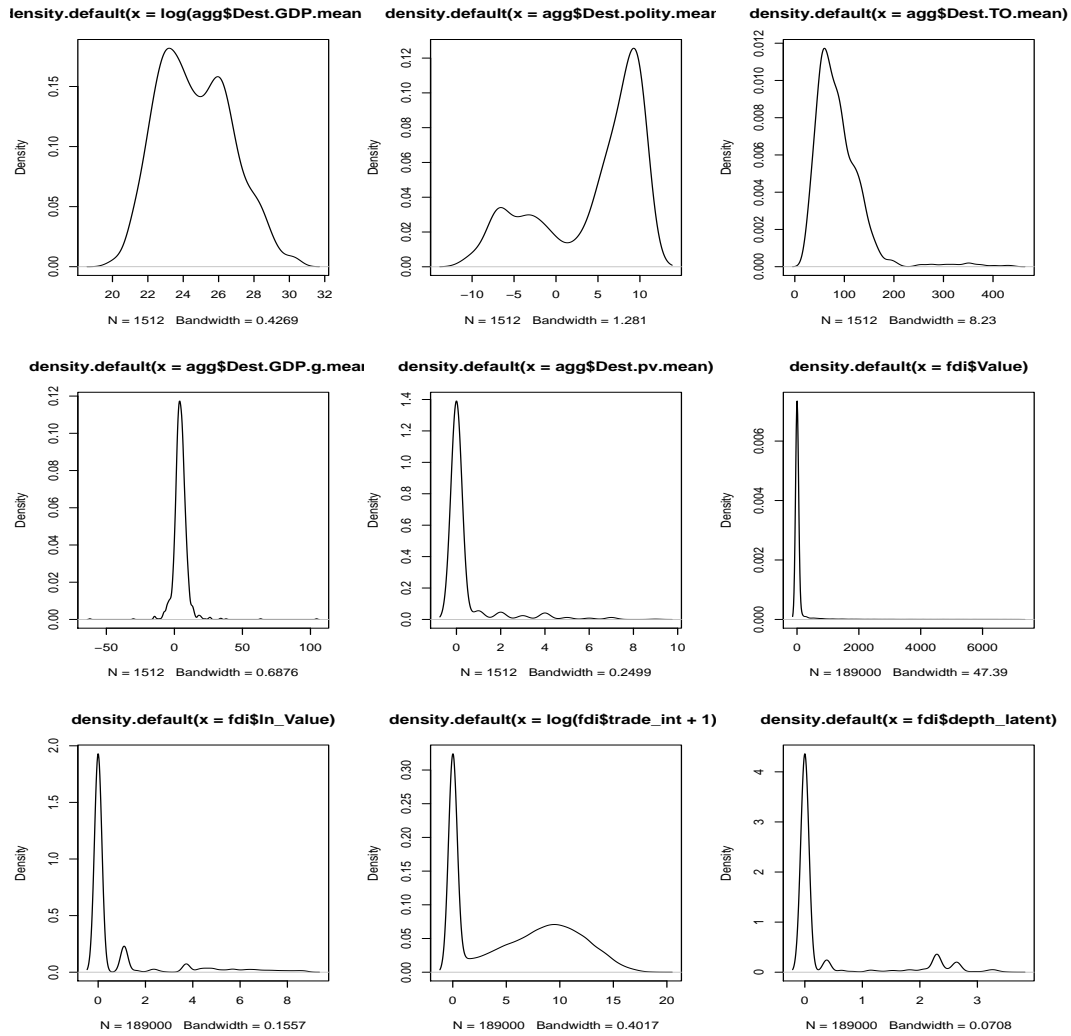 lensity.default(x = log(agg$Dest.GDP.mean
density.default(x = agg$Dest.polity.mear
density.default(x = agg$Dest.TO.mean)
Density
0.00 0.05 0.10 0.15
20 22 24 26 28 30 32
N = 1512 Bandwidth = 0.4269
Density
0.00 0.02 0.04 0.06 0.08 0.10 0.12
−10 −5 0 5 10
N = 1512 Bandwidth = 1.281
Density
0.000 0.002 0.004 0.006 0.008 0.010 0.012
0 100 200 300 400
N = 1512 Bandwidth = 8.23
density.default(x = agg$Dest.GDP.g.mear
density.default(x = agg$Dest.pv.mean)
density.default(x = fdi$Value)
Density
0.00 0.02 0.04 0.06 0.08 0.10 0.12
−50 0 50 100
N = 1512 Bandwidth = 0.6876
Density
0.0 0.2 0.4 0.6 0.8 1.0 1.2 1.4
0 2 4 6 8 10
N = 1512 Bandwidth = 0.2499
Density
0.000 0.002 0.004 0.006
0 2000 4000 6000
N = 189000 Bandwidth = 47.39
density.default(x = fdi$ln_Value)
density.default(x = log(fdi$trade_int + 1)
density.default(x = fdi$depth_latent)
Density
0.0 0.5 1.0 1.5 2.0
0 2 4 6 8
N = 189000 Bandwidth = 0.1557
Density
0.00 0.05 0.10 0.15 0.20 0.25 0.30
0 5 10 15 20
N = 189000 Bandwidth = 0.4017
Density
0 1 2 3 4
0 1 2 3
N = 189000 Bandwidth = 0.0708